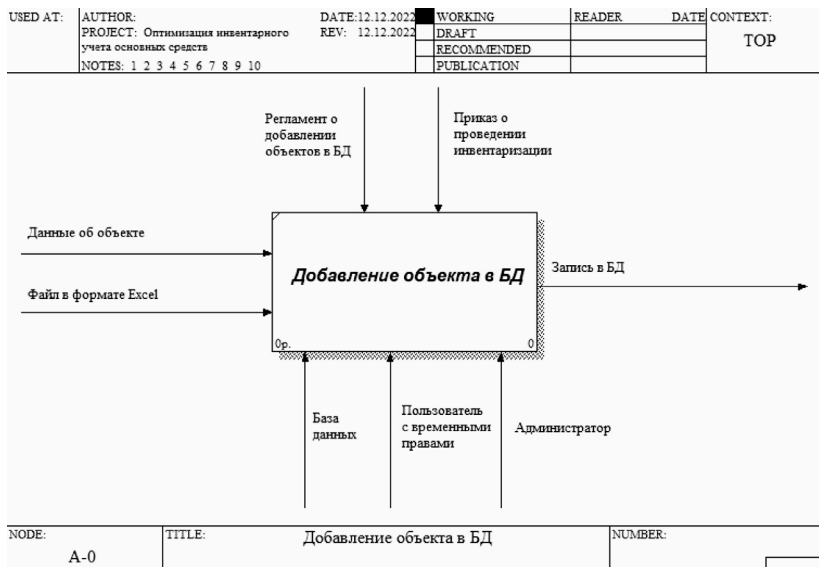 USED AT:
AUTHOR:
DATE:12.12.2022
WORKING
READER
DATE
CONTEXT:
PROJECT: Оптимизация инвентарного
учета основных средств
REV: 12.12.2022
DRAFT
RECOMMENDED
TOP
NOTES: 1 2 3 4 5 6 7 8 9 10
PUBLICATION
Регламент о
добавлении
объектов в БД
Приказ о
проведении
инвентаризации
Данные об объекте
Файл в формате Excel
Добавление объекта в БД
0р.
0
Запись в БД
База
данных
Пользователь
с временными
правами
Администратор
NODE:
A-0
TITLE:
Добавление объекта в БД
NUMBER: